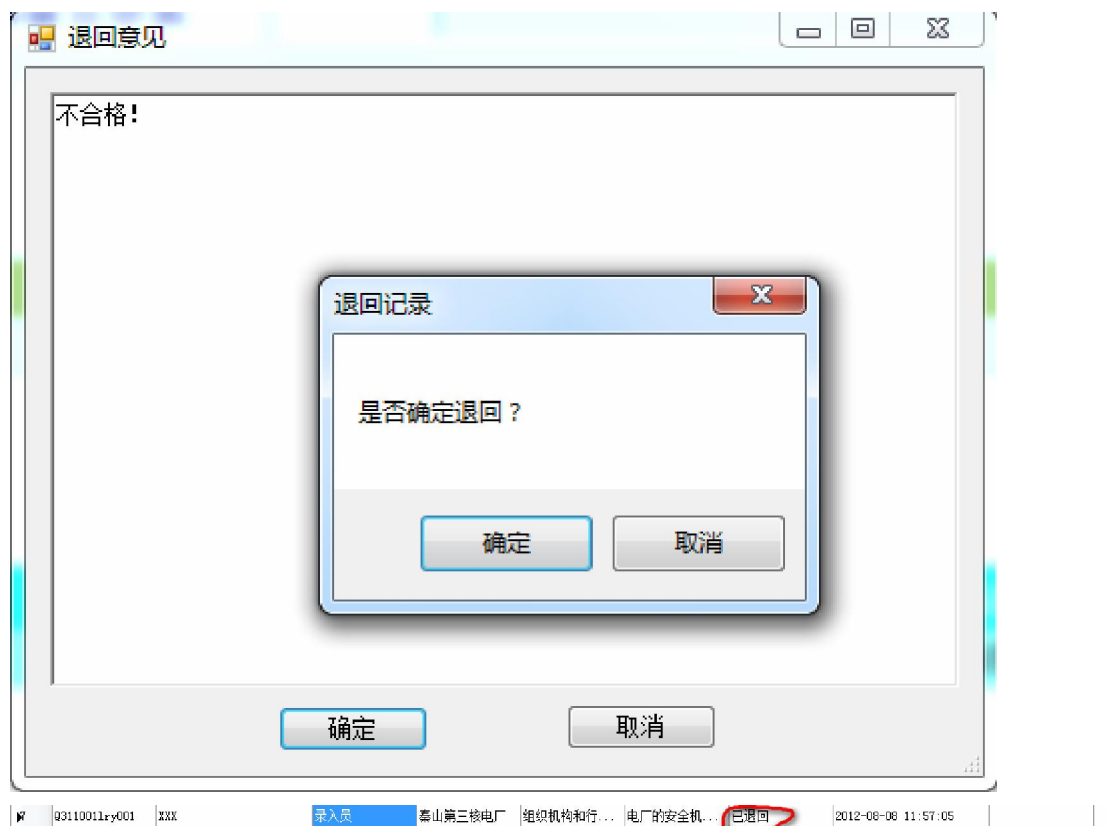 退回意见
不合格!
退回记录
是否确定退回？
确定 取消
确定 取消
Q311001lry001 XXX 录入员 秦山第三核电厂 组织机构和行... 电厂的安全机... 已退回 2012-08-08 11:57:05